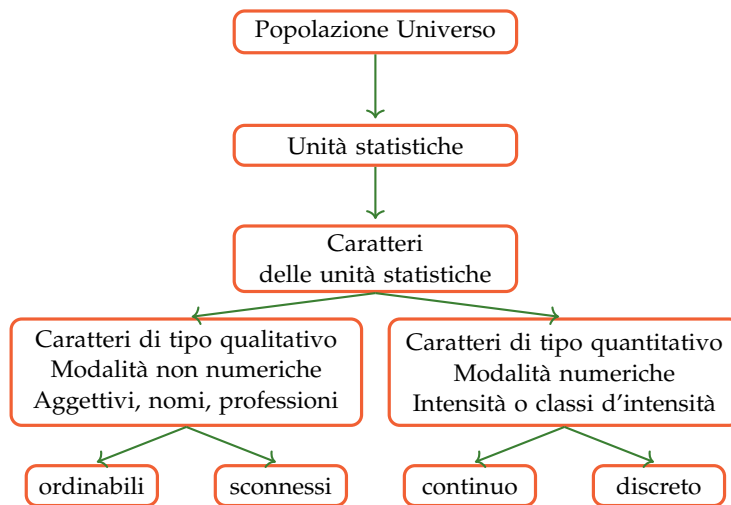 Popolazione Universo
Unità statistiche
Caratteri
delle unità statistiche
Caratteri di tipo qualitativo
Modalità non numeriche
Aggettivi, nomi, professioni
Caratteri di tipo quantitativo
Modalità numeriche
Intensità o classi d'intensità
ordinabili
sconnessi
continuo
discreto